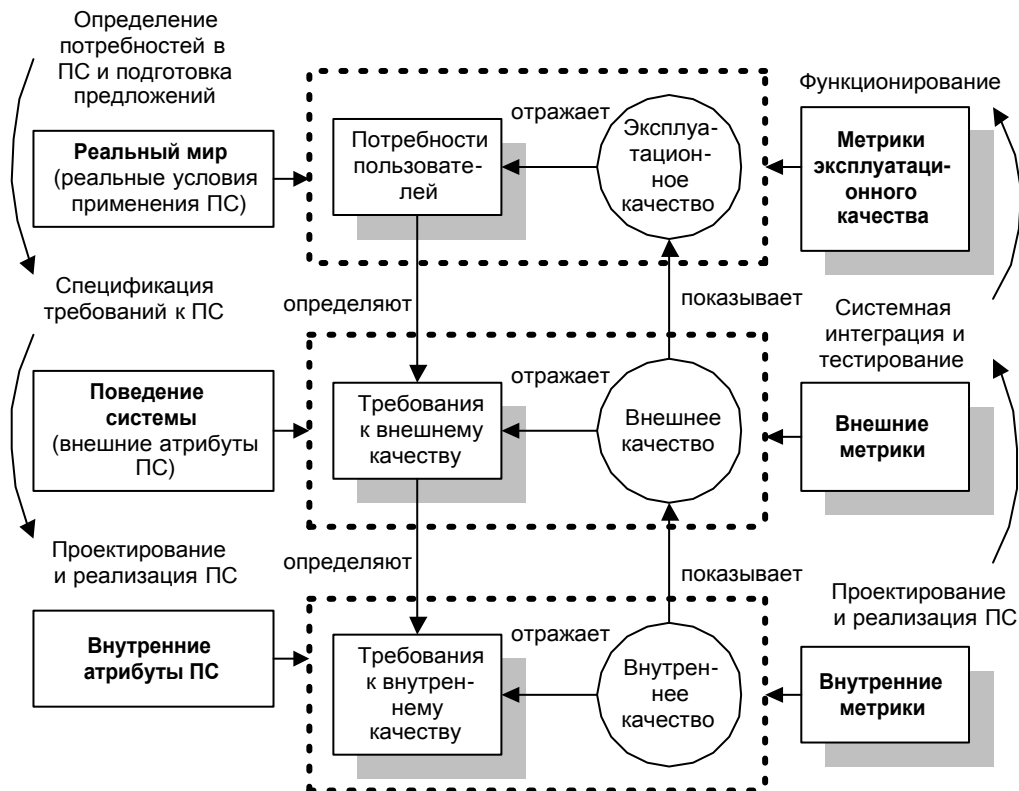 Определение
потребностей в
ПС и подготовка
предложений
Реальный мир
(реальные условия
применения ПС)
отражает
Потребности
пользовате-
лей
Эксплуа-
тацион-
ное
качество
Функционирование
Метрики
эксплуатаци-
онного
качества
Спецификация
требований к ПС
определяют
показывает
Системная
интеграция и
тестирование
Поведение
системы
(внешние атрибуты
ПС)
отражает
Требования
к внешнему
качеству
Внешнее
качество
Внешние
метрики
Проектирование
и реализация ПС
определяют
показывает
Проектирование
и реализация ПС
Внутренние
атрибуты ПС
отражает
Требования
к внутрен-
нему
качеству
Внутрен-
нее
качество
Внутренние
метрики